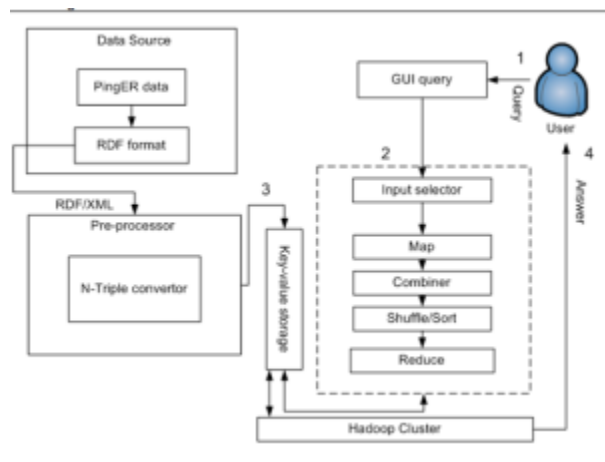 Data Source
PingER data
RDF format
RDF/XML
Pre-processor
N-Triple convertor
3
Key-value storage
GUI query
1
Query
User
2
4
Answer
Input selector
Map
Combiner
Shuffle/Sort
Reduce
Hadoop Cluster